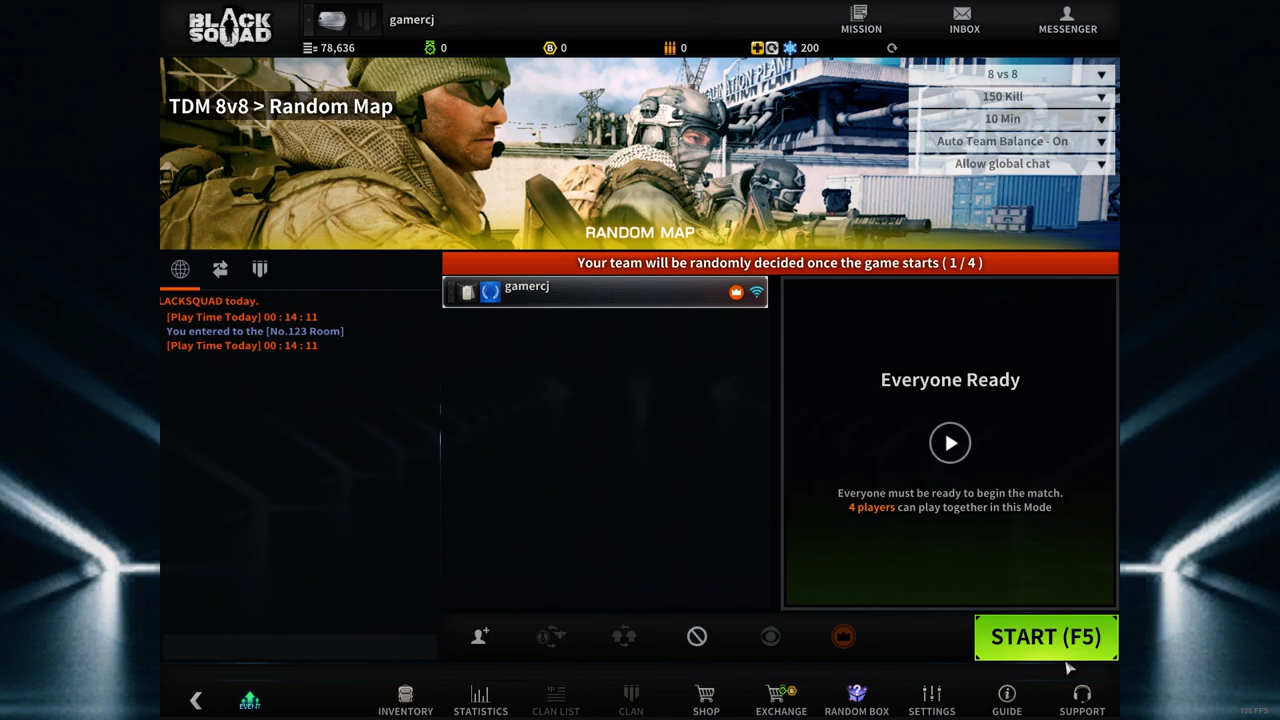 BLACK SQUAD
gamercj
MISSION
INBOX
MESSENGER
78,636
0
B 0
0
200
TDM 8v8 > Random Map
8 vs 8
150 Kill
10 Min
Auto Team Balance - On
Allow global chat
RANDOM MAP
Your team will be randomly decided once the game starts ( 1 / 4 )
gamercj
LACKSQUAD today.
[Play Time Today] 00 : 14 : 11
You entered to the [No.123 Room]
[Play Time Today] 00 : 14 : 11
Everyone Ready
Everyone must be ready to begin the match.
4 players can play together in this Mode
START (F5)
EVENT
INVENTORY
STATISTICS
CLAN LIST
CLAN
SHOP
EXCHANGE
RANDOM BOX
SETTINGS
GUIDE
SUPPORT